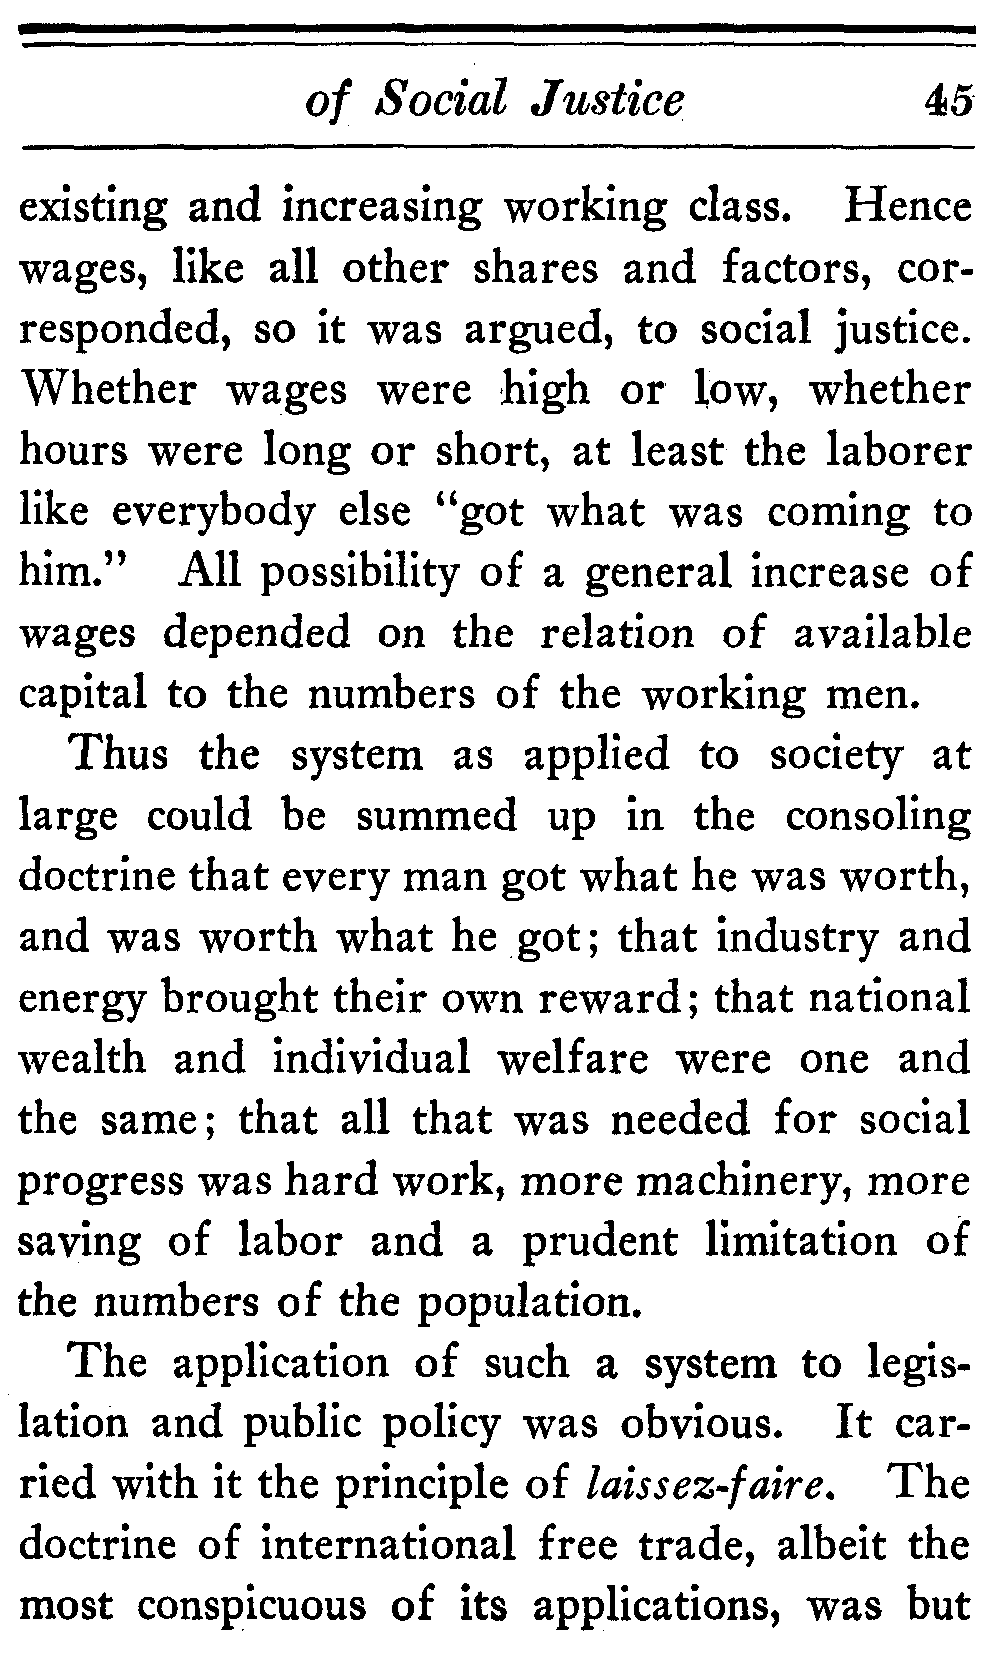 of Social Justice 45
existing and increasing working class. Hence
wages, like all other shares and factors, cor-
responded, so it was argued, to social justice.
Whether wages were high or low, whether
hours were long or short, at least the laborer
like everybody else "got what was coming to
him." All possibility of a general increase of
wages depended on the relation of available
capital to the numbers of the working men.
Thus the system as applied to society at
large could be summed up in the consoling
doctrine that every man got what he was worth,
and was worth what he got; that industry and
energy brought their own reward; that national
wealth and individual welfare were one and
the same; that all that was needed for social
progress was hard work, more machinery, more
saving of labor and a prudent limitation of
the numbers of the population.
The application of such a system to legis-
lation and public policy was obvious. It car-
ried with it the principle of laissez-faire. The
doctrine of international free trade, albeit the
most conspicuous of its applications, was but